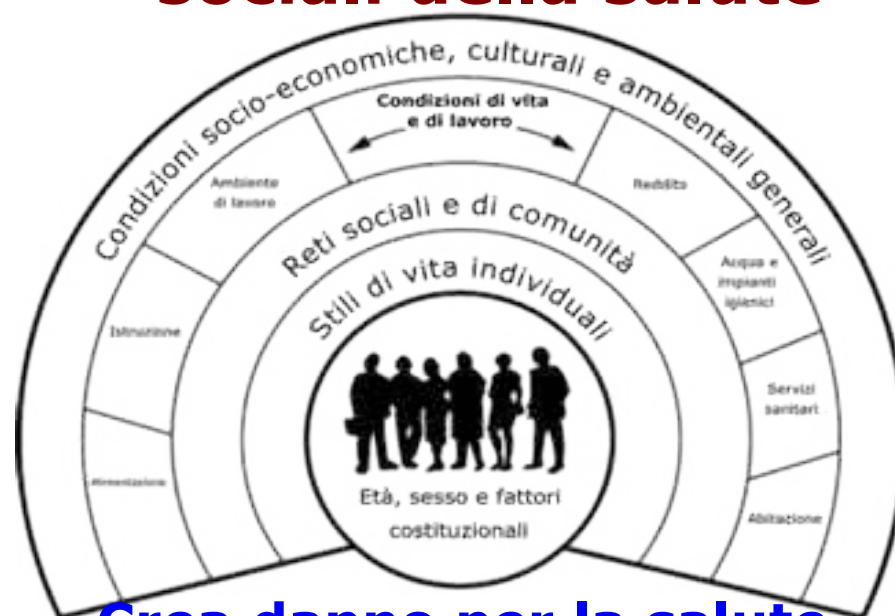 sociali della salute
Condizioni socio-economiche, culturali e ambientali generali
Condizioni di vita
e di lavoro
Ambiente
di lavoro
Reddito
Reti sociali e di comunità
Acqua e
impianti
igienici
Stili di vita individuali
Istruzione
Servizi
sanitari
Alimentazione
Età, sesso e fattori
costituzionali
Abitazione
Crea danno per la salute